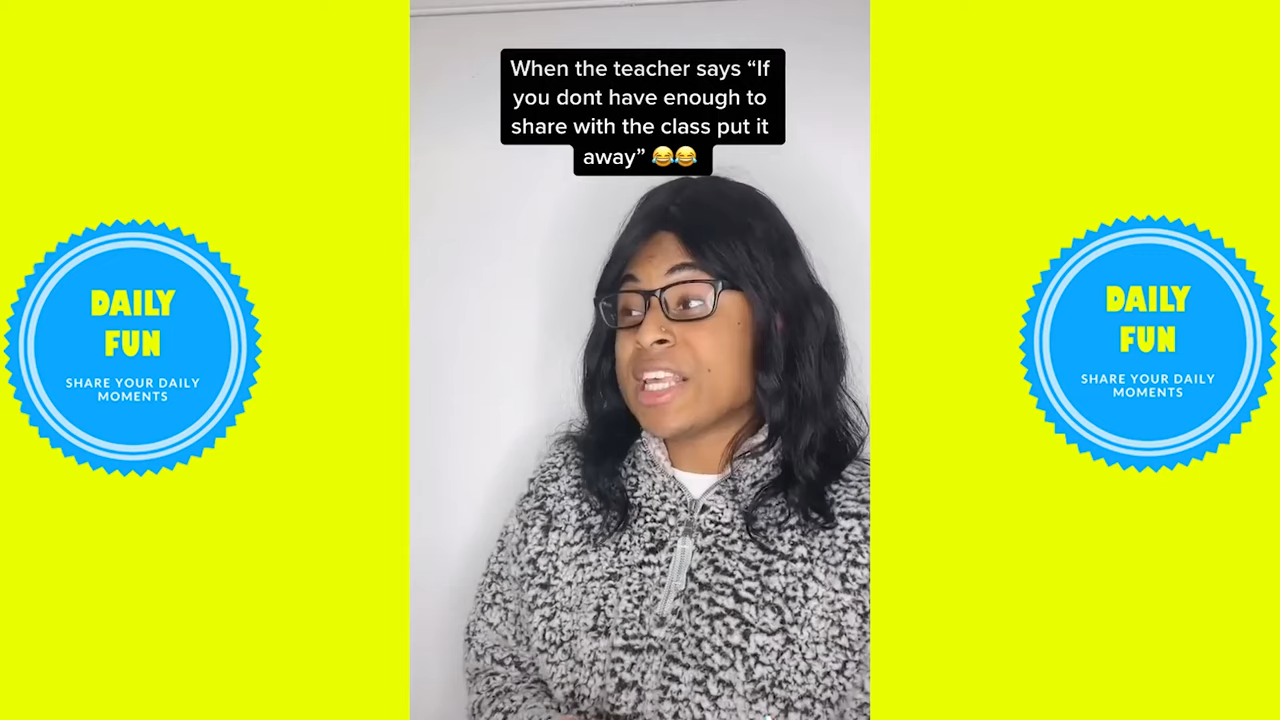 When the teacher says “If
you dont have enough to
share with the class put it
away” 😂😂
DAILY
FUN
SHARE YOUR DAILY
MOMENTS
DAILY
FUN
SHARE YOUR DAILY
MOMENTS